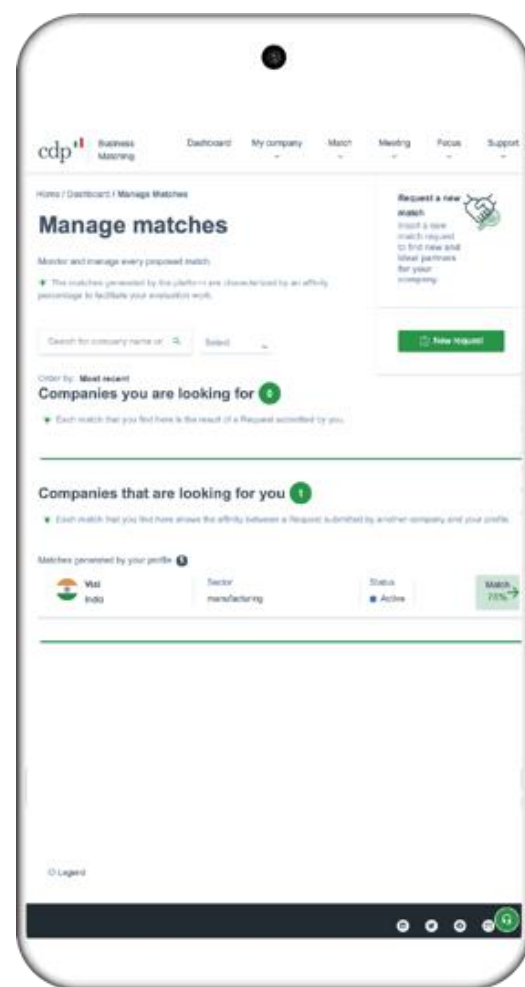 cdp
Business
Matching
Dashboard
My company
Match
Meeting
Focus
Support
Home / Dashboard / Manage Matches
Manage matches
Monitor and manage every proposed match
The matches generated by the platform are characterized by an affinity
percentage to facilitate your evaluation work.
Search for company name or
Select
Request a new
match
Insert a new
match request
to find new and
ideal partners
for your
company
New request
Order by: Most recent
Companies you are looking for 0
Each match that you find here is the result of a Request submitted by you.
Companies that are looking for you 1
Each match that you find here shows the affinity between a Request submitted by another company and your profile.
Matches generated by your profile
India
Sector
manufacturing
Status
Active
Match
Legend